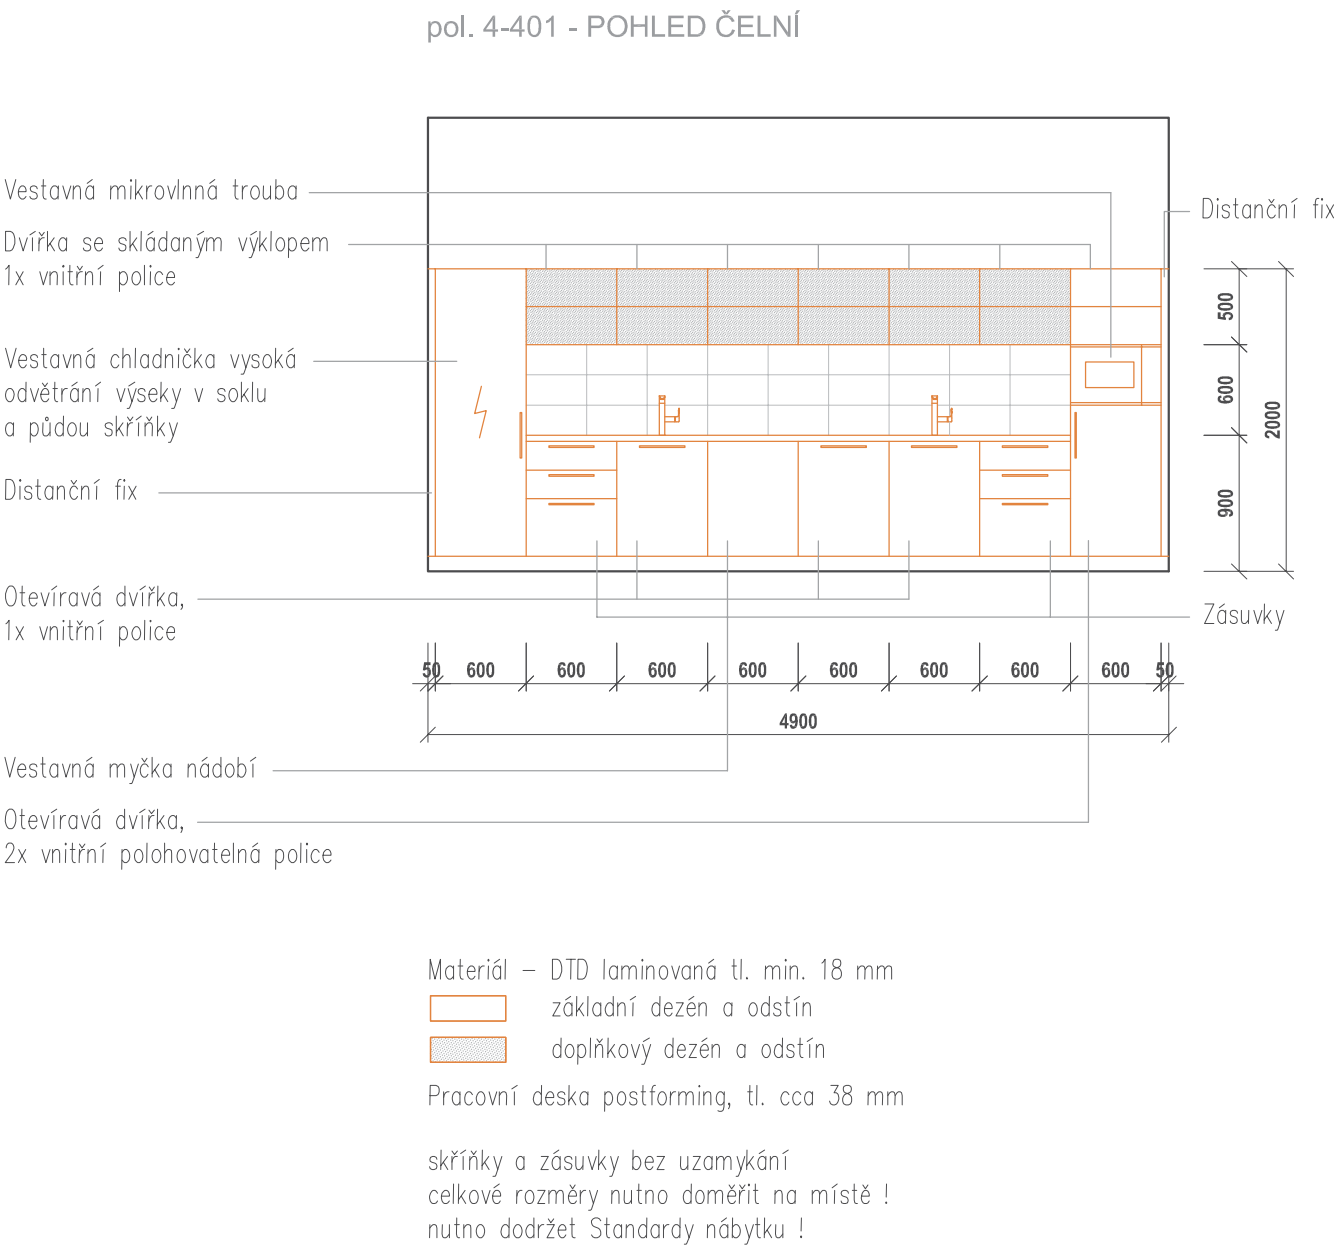 pol. 4-401 - POHLED ČELNÍ
Vestavná mikrovlnná trouba
Distanční fix
Dvířka se skládaným výklopem
1x vnitřní police
500
Vestavná chladnička vysoká
odvětrání výseky v soklu
a půdou skříňky
600
2000
Distanční fix
900
Otevíravá dvířka,
1x vnitřní police
Zásuvky
50 600 600 600 600 600 600 600 600 50
4900
Vestavná myčka nádobí
Otevíravá dvířka,
2x vnitřní polohovatelná police
Materiál – DTD laminovaná tl. min. 18 mm
základní dezén a odstín
doplňkový dezén a odstín
Pracovní deska postforming, tl. cca 38 mm
skříňky a zásuvky bez uzamykání
celkové rozměry nutno doměřit na místě !
nutno dodržet Standardy nábytku !